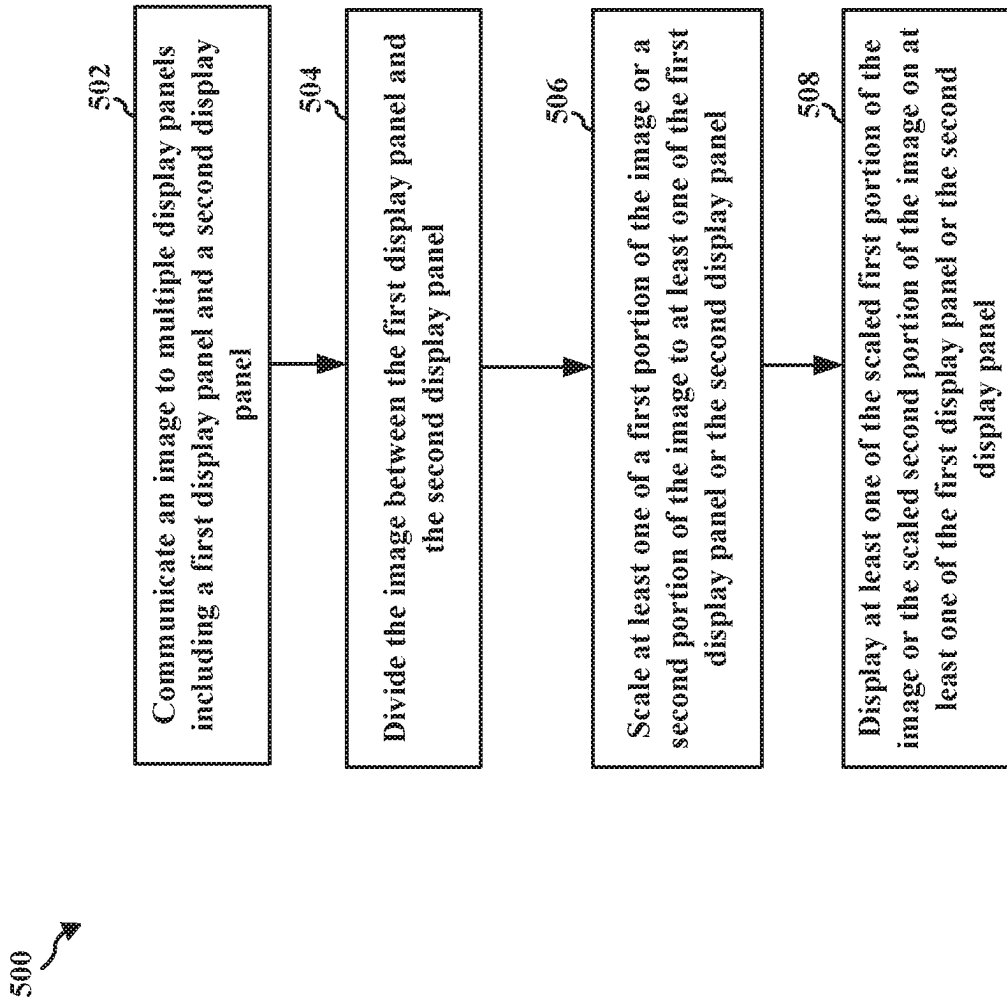 500
502
Communicate an image to multiple display panels
including a first display panel and a second display
panel
504
Divide the image between the first display panel and
the second display panel
506
Scale at least one of a first portion of the image or a
second portion of the image to at least one of the first
display panel or the second display panel
508
Display at least one of the scaled first portion of the
image or the scaled second portion of the image on at
least one of the first display panel or the second
display panel